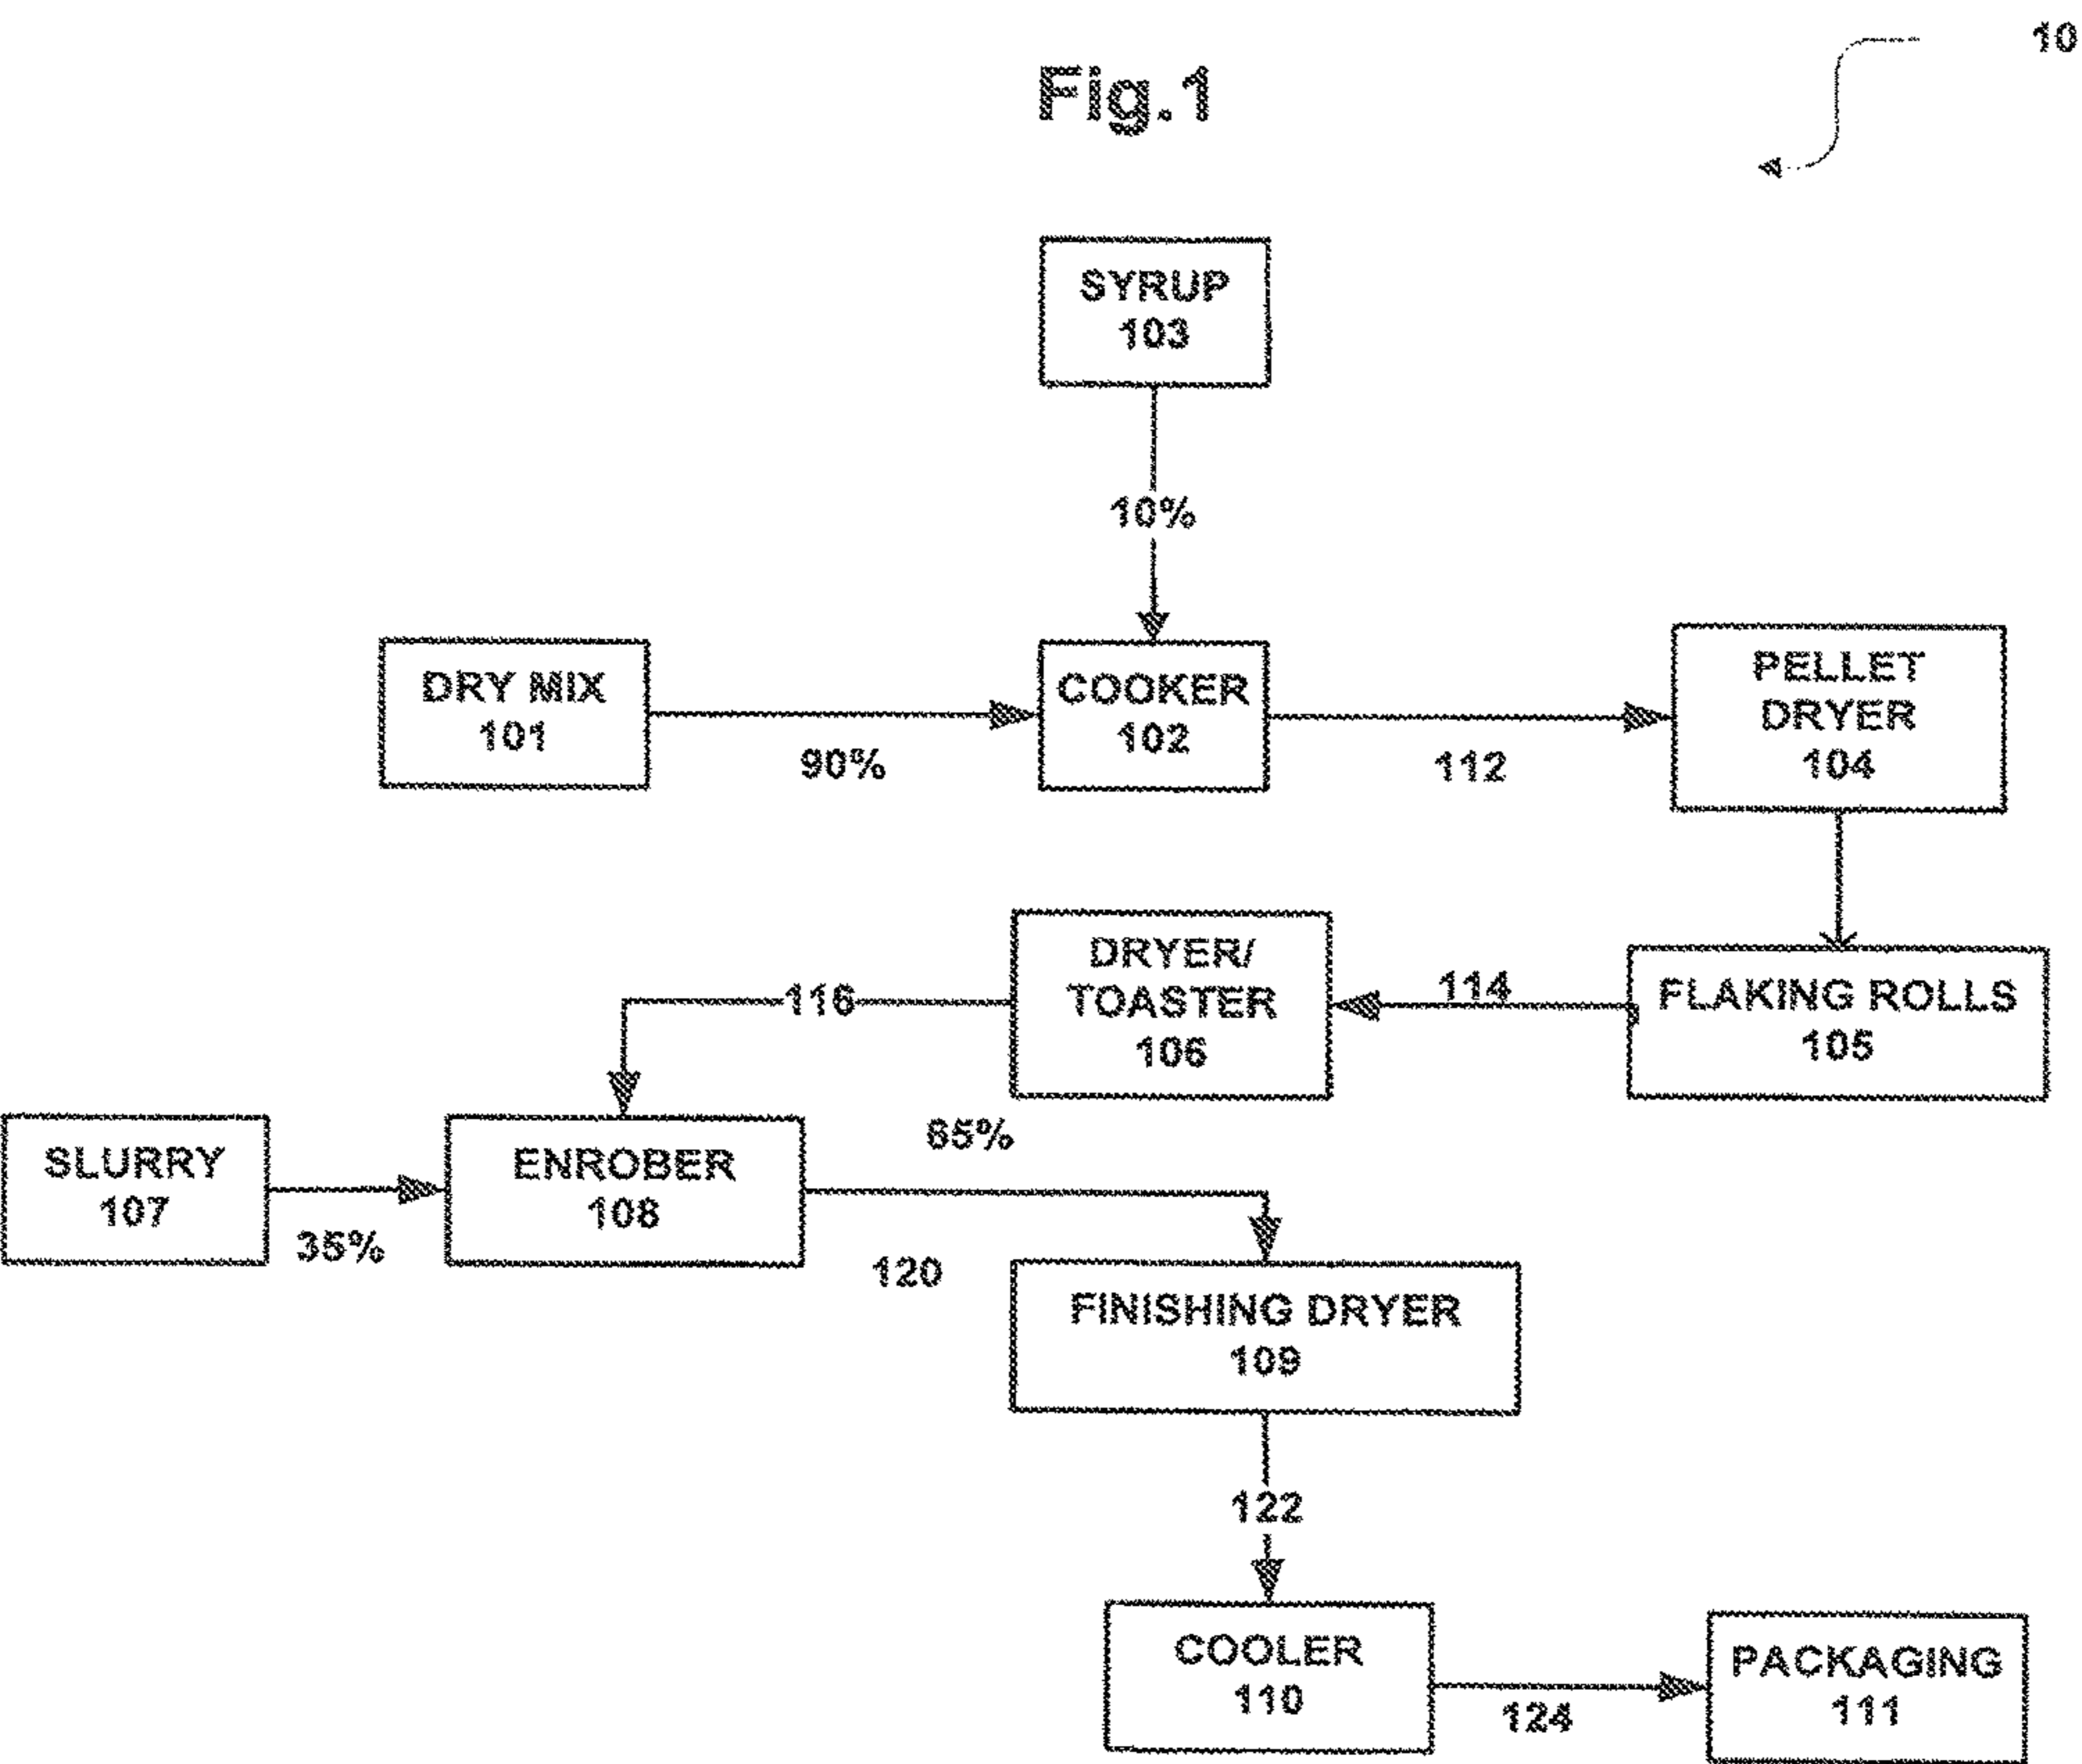 10
Fig.1
SYRUP
103
10%
DRY MIX
101
90%
COOKER
102
112
PELLET
DRYER
104
FLAKING ROLLS
105
114
DRYER/
TOASTER
106
116
65%
SLURRY
107
35%
ENROBER
108
120
FINISHING DRYER
109
122
COOLER
110
124
PACKAGING
111